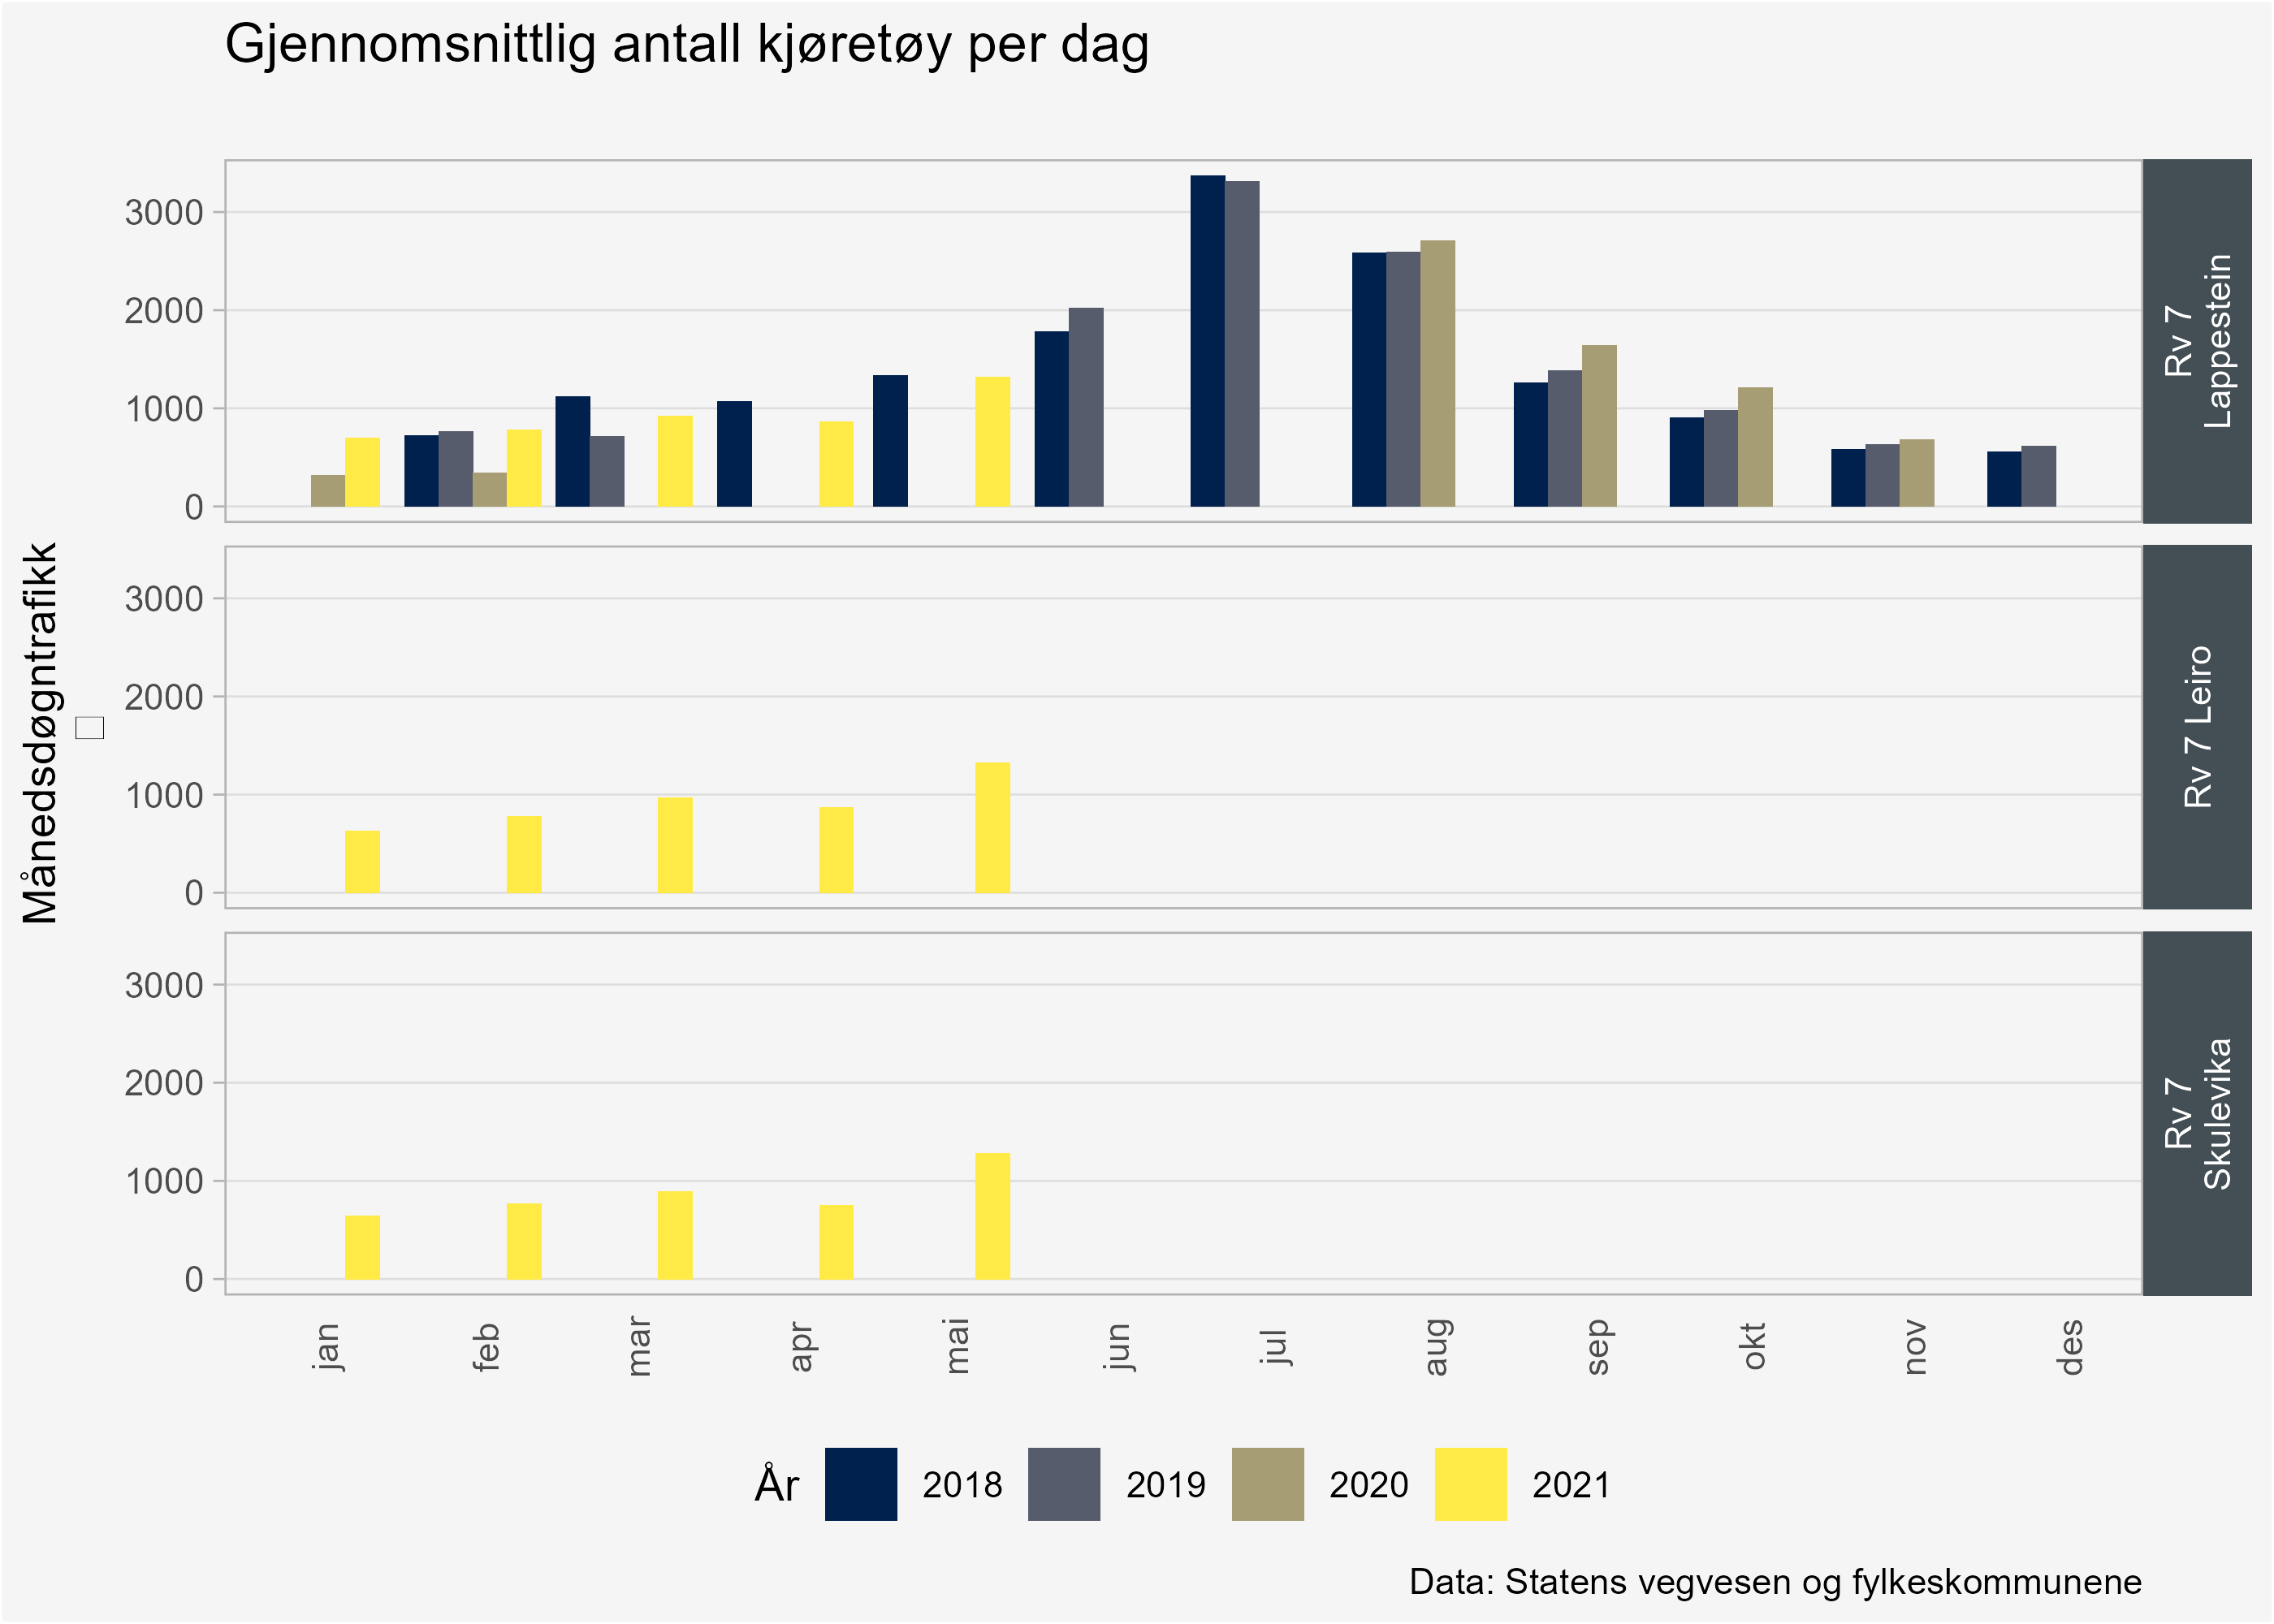 Gjennomsnittlig antall kjøretøy per dag
Månedsdøgntrafikk
3000
2000
1000
0
Rv 7
Lappestein
3000
2000
1000
0
Rv 7 Leiro
3000
2000
1000
0
Rv 7
Skulevika
jan feb mar apr mai jun jul aug sep okt nov des
År 2018 2019 2020 2021
Data: Statens vegvesen og fylkeskommunene